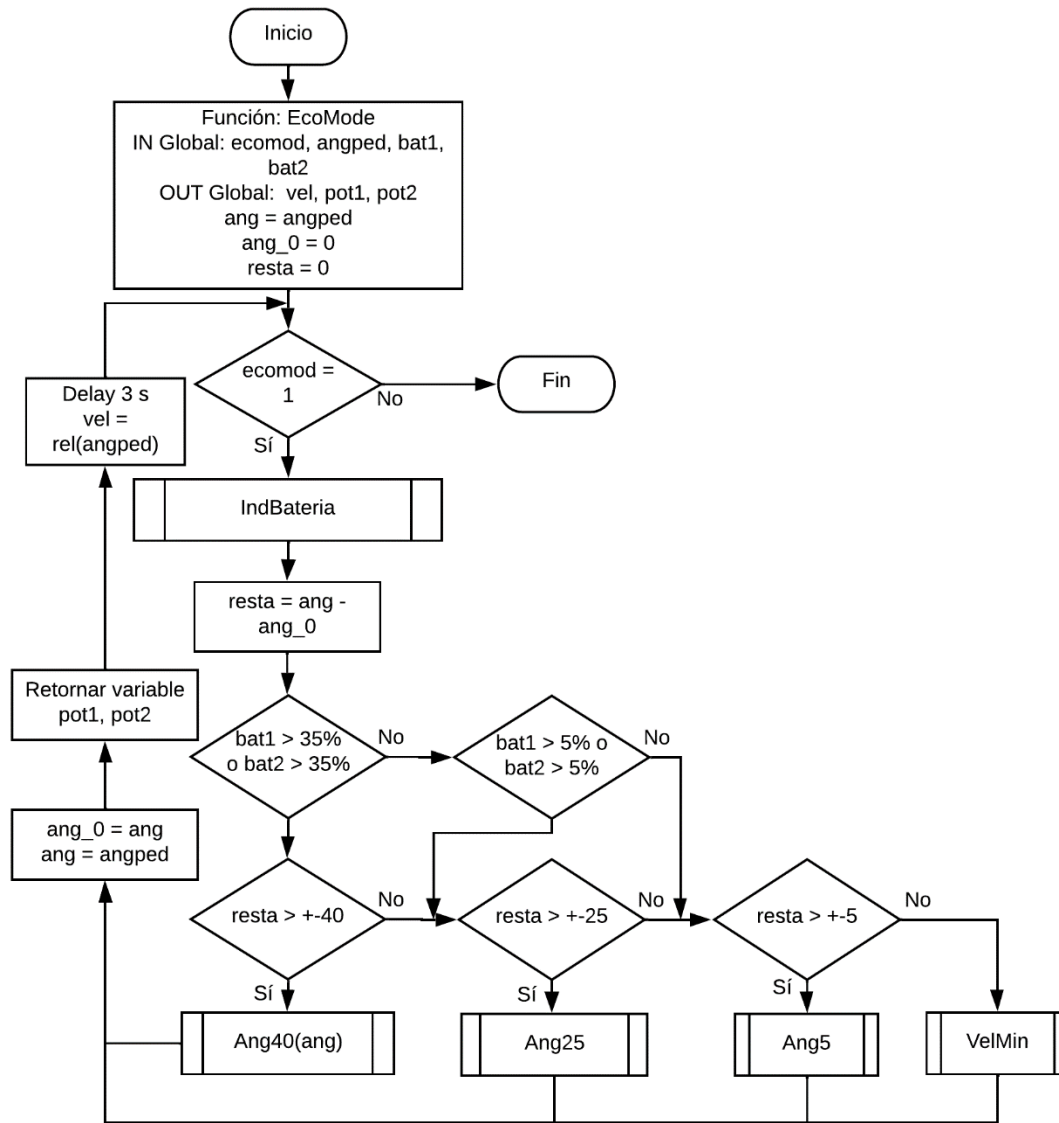 Inicio
Función: EcoMode
IN Global: ecomod, angped, bat1,
bat2
OUT Global:  vel, pot1, pot2
ang = angped
ang_0 = 0
resta = 0
ecomod =
1
No
Fin
Sí
Delay 3 s
vel =
rel(angped)
IndBateria
resta = ang -
ang_0
Retornar variable
pot1, pot2
bat1 > 35%
o bat2 > 35%
No
bat1 > 5% o
bat2 > 5%
No
ang_0 = ang
ang = angped
resta > +-40
No
resta > +-25
No
resta > +-5
No
Sí
Sí
Sí
Ang40(ang)
Ang25
Ang5
VelMin